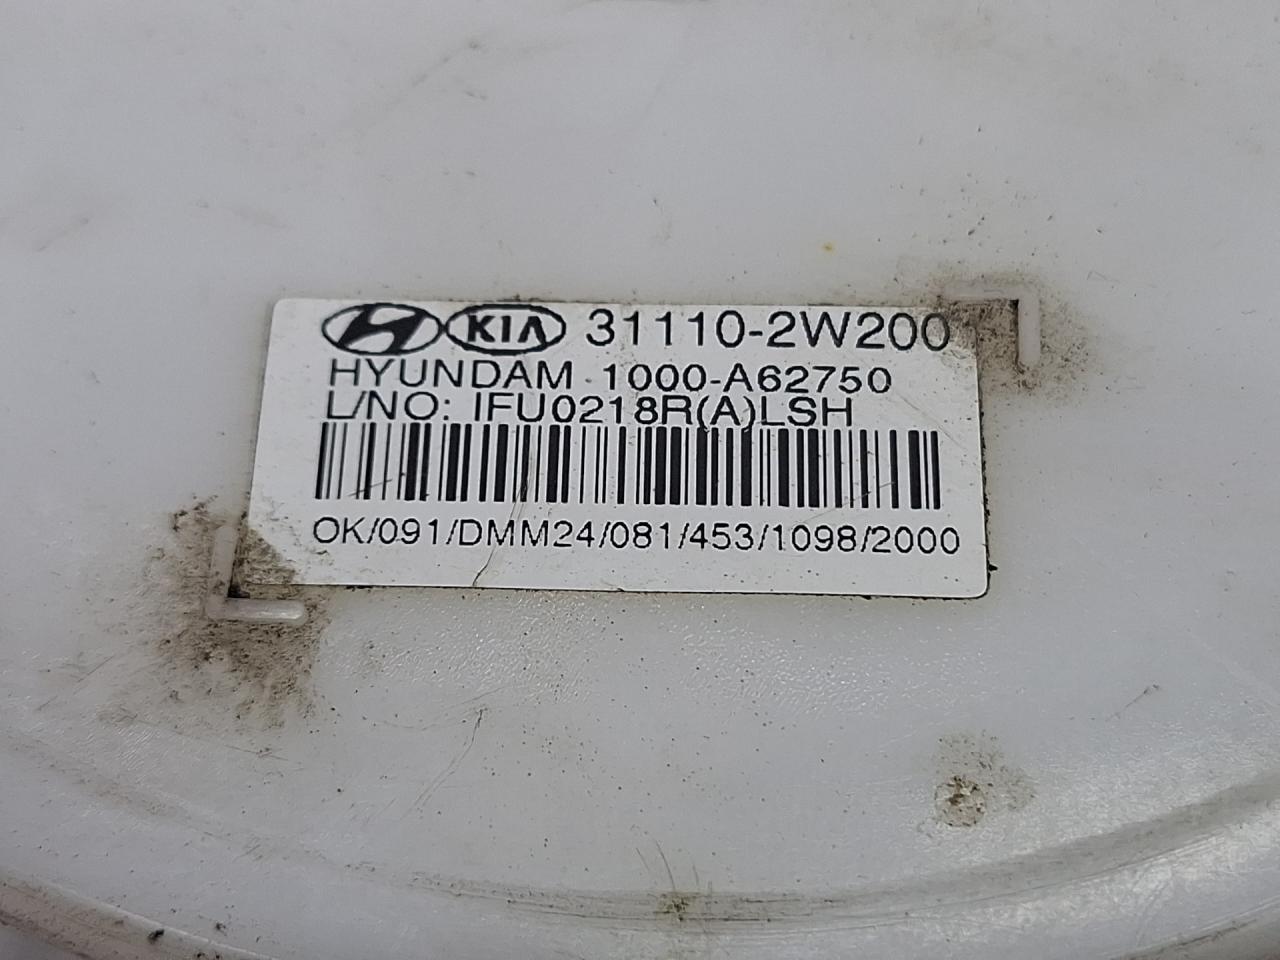 KIA 31110-2W200
HYUNDAM 1000-A62750
L/NO: IFU0218R(A)LSH
OK/091/DMM24/081/453/1098/2000